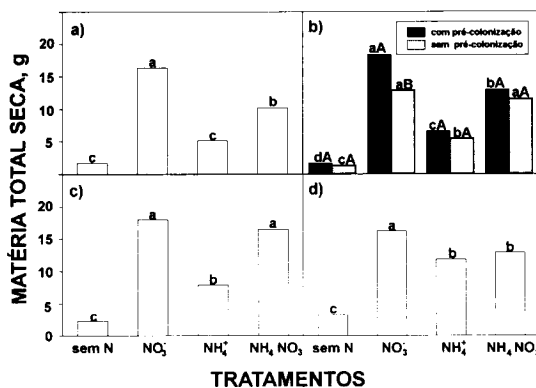 MATÉRIA TOTAL SECA, g
a)
20
15
10
5
c
a
c
b
b)
com pré-colonização
sem pré-colonização
dA
cA
aA
aB
cA
bA
bA
aA
c)
20
15
10
5
0
c
a
b
a
d)
c
a
b
b
sem N
NO₃⁻
NH₄⁺
NH₄ NO₃
sem N
NO₃⁻
NH₄⁺
NH₄ NO₃
TRATAMENTOS